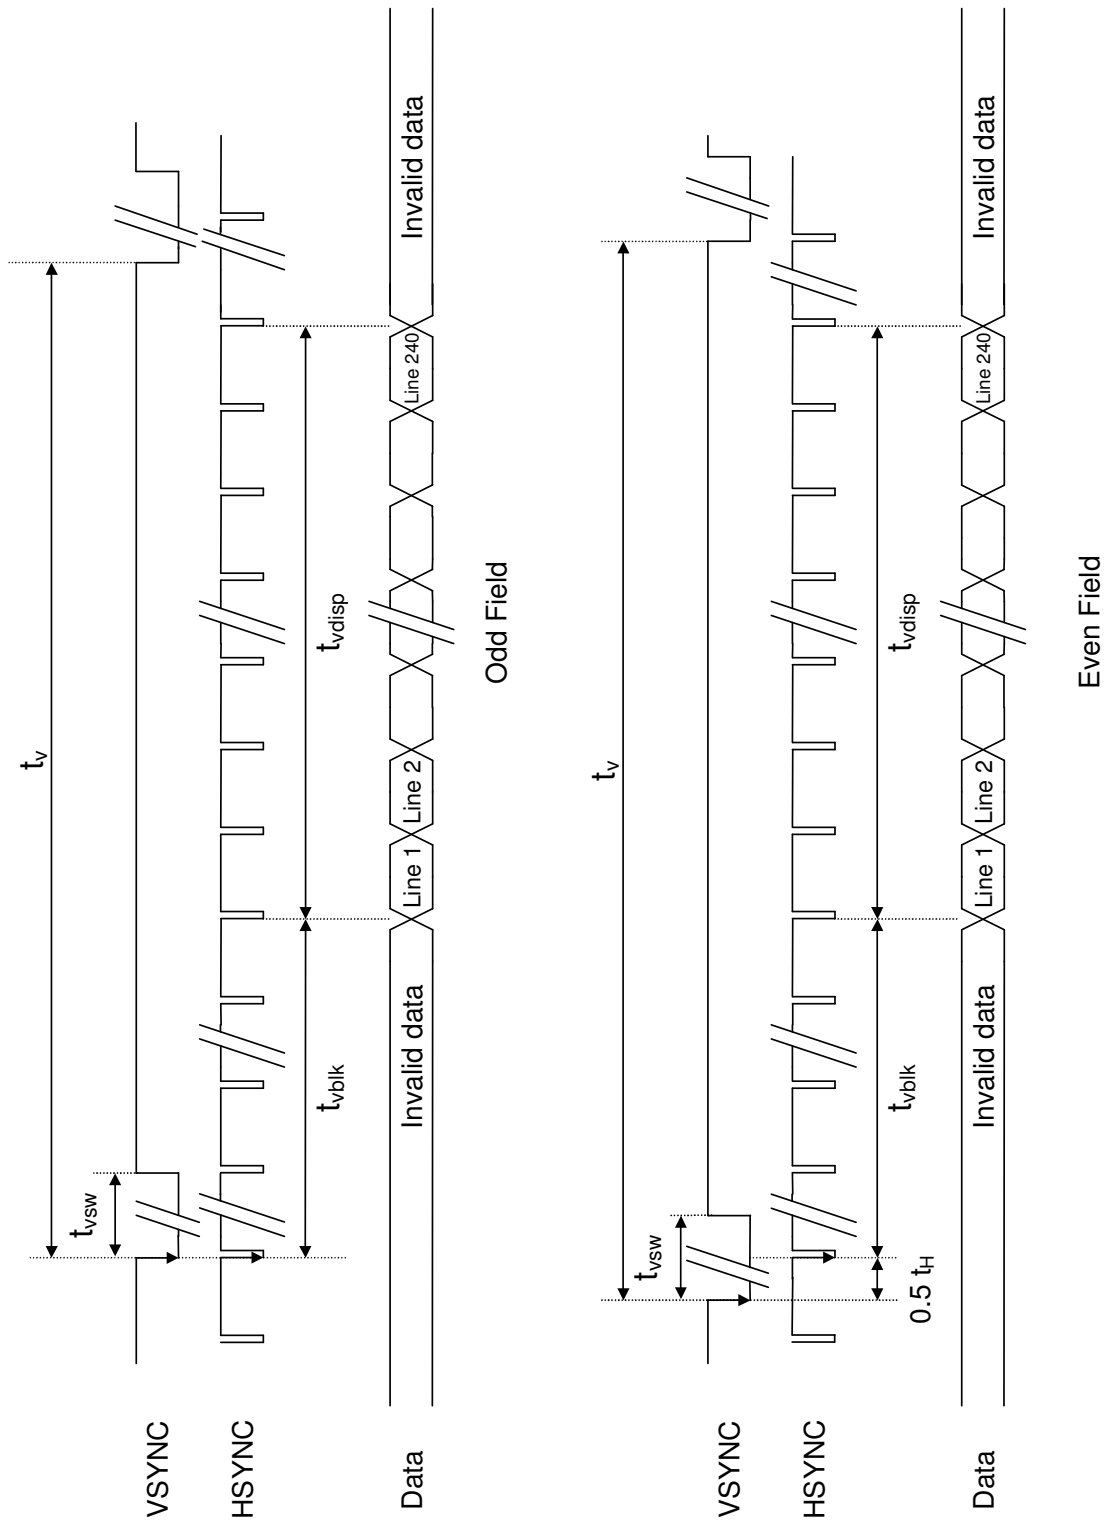 t_v
t_vsw
VSYNC
HSYNC
t_vblk
t_vdisp
Data
Invalid data
Line 1
Line 2
Line 240
Invalid data
Odd Field
t_v
t_vsw
VSYNC
HSYNC
0.5 t_H
t_vblk
t_vdisp
Data
Invalid data
Line 1
Line 2
Line 240
Invalid data
Even Field